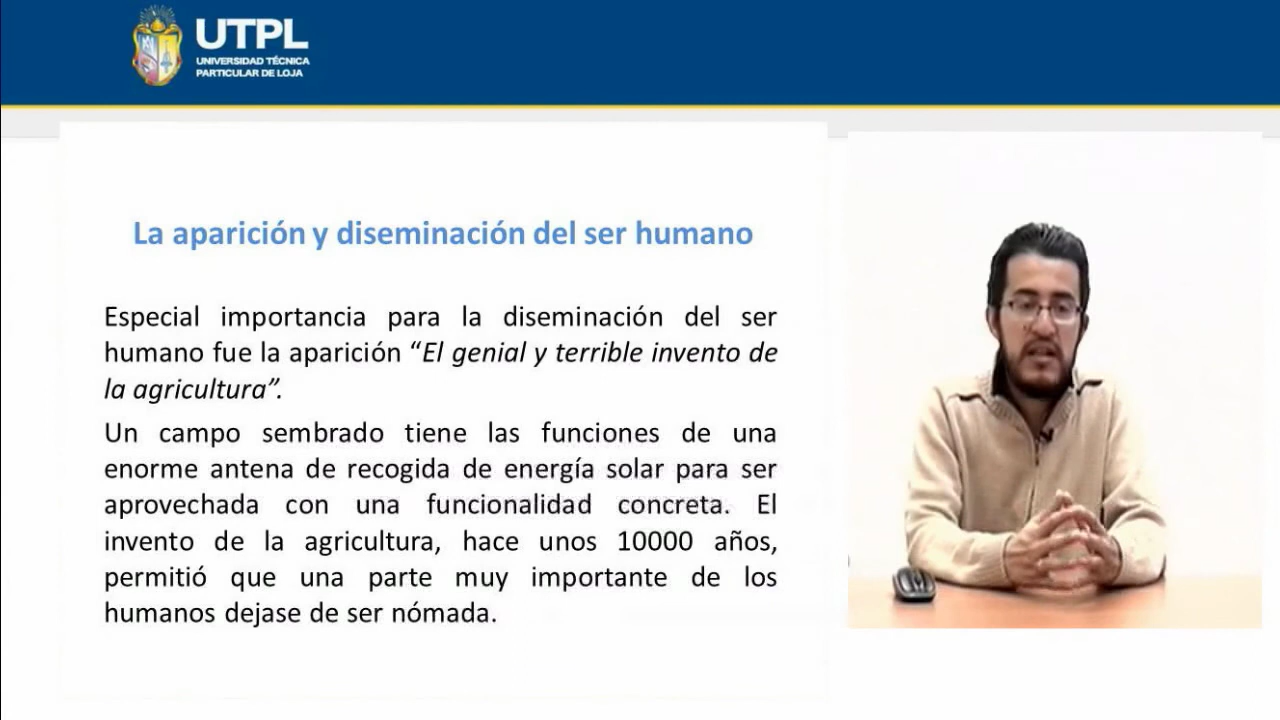 UTPL
UNIVERSIDAD TÉCNICA
PARTICULAR DE LOJA
La aparición y diseminación del ser humano
Especial importancia para la diseminación del ser
humano fue la aparición “El genial y terrible invento de
la agricultura”.
Un campo sembrado tiene las funciones de una
enorme antena de recogida de energía solar para ser
aprovechada con una funcionalidad concreta. El
invento de la agricultura, hace unos 10000 años,
permitió que una parte muy importante de los
humanos dejase de ser nómada.